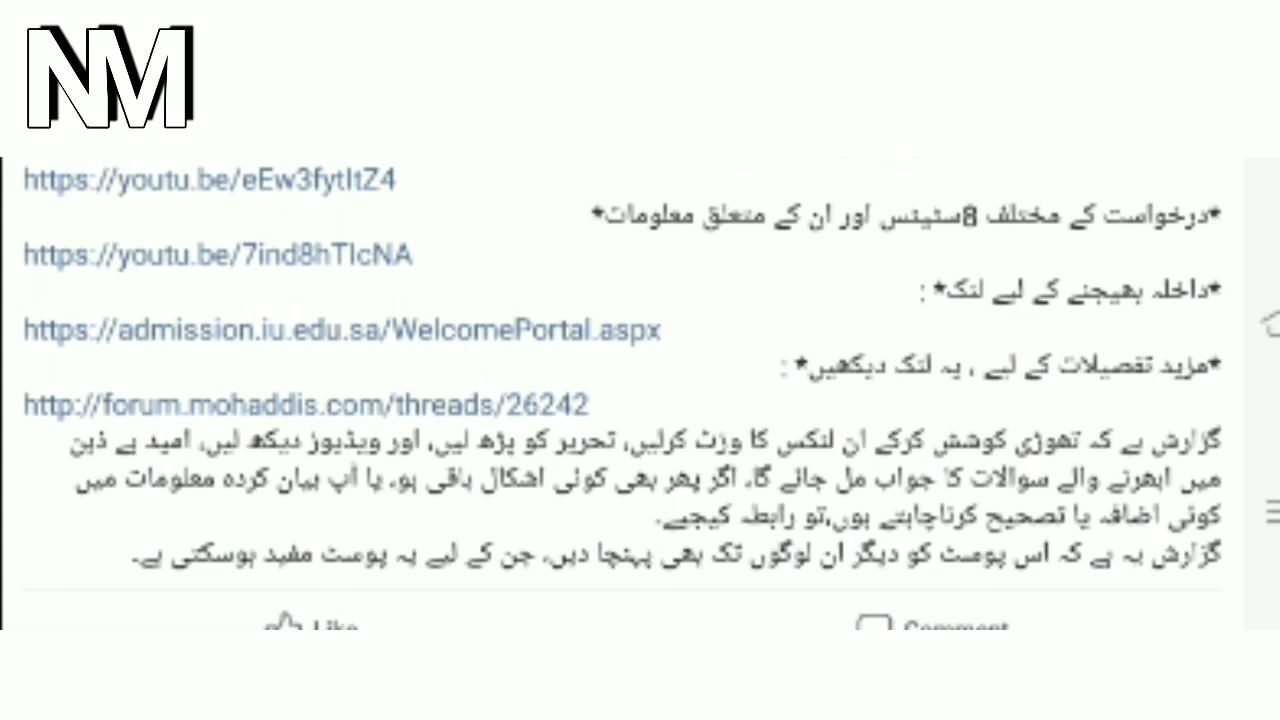 NM
https://youtu.be/eEw3fytItZ4
*درخواست کے مختلف 8سٹیٹس اور ان کے متعلق معلومات*
https://youtu.be/7ind8hTIcNA
*داخلہ بھیجنے کے لیے لنک* :
https://admission.iu.edu.sa/WelcomePortal.aspx
*مزید تفصیلات کے لیے ، یہ لنک دیکھیں* :
http://forum.mohaddis.com/threads/26242
گزارش ہے کہ تھوڑی کوشش کرکے ان لنکس کا وزٹ کرلیں، تحریر کو پڑھ لیں، اور ویڈیوز دیکھ لیں، امید ہے ذہن
میں ابھرنے والے سوالات کا جواب مل جائے گا۔ اگر پھر بھی کوئی اشکال باقی ہو، یا آپ بیان کردہ معلومات میں
کوئی اضافہ یا تصحیح کرناچاہتے ہوں،تو رابطہ کیجیے۔
گزارش یہ ہے کہ اس پوسٹ کو دیگر ان لوگوں تک بھی پہنچا دیں، جن کے لیے یہ پوسٹ مفید ہوسکتی ہے۔
Like
Comment